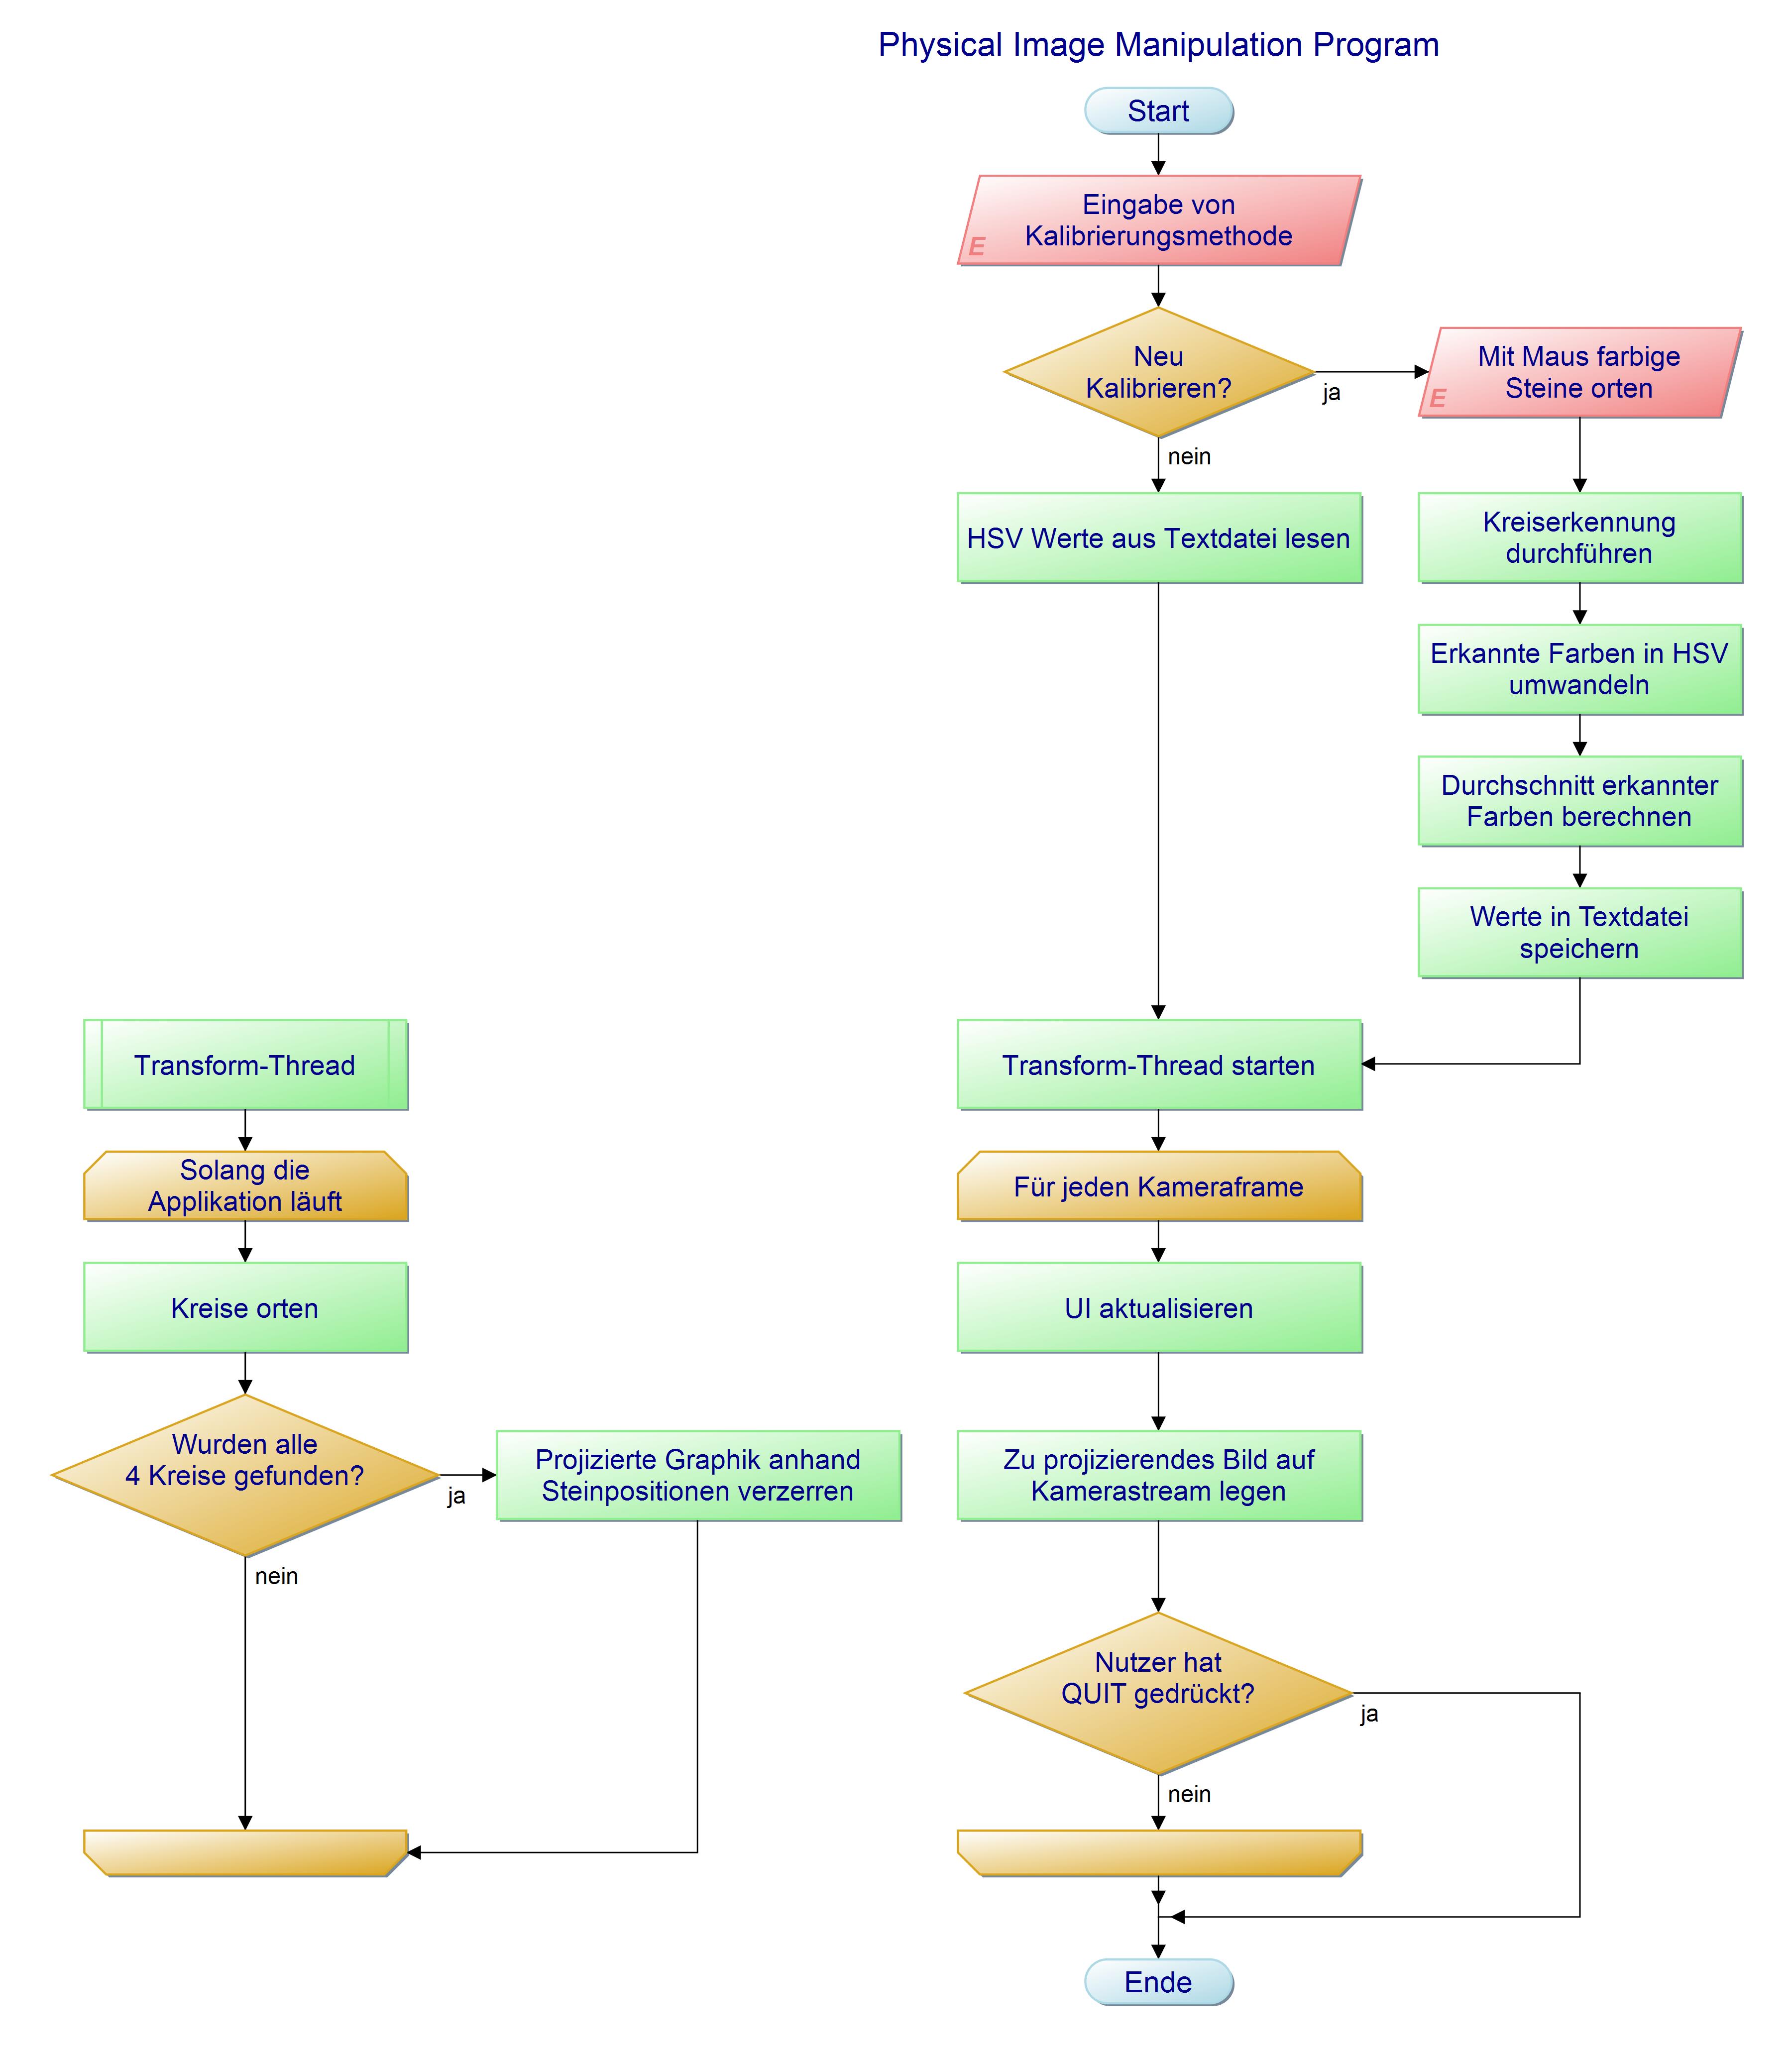 Physical Image Manipulation Program
Start
Eingabe von
Kalibrierungsmethode
E
Neu
Kalibrieren?
ja
nein
Mit Maus farbige
Steine orten
E
HSV Werte aus Textdatei lesen
Kreiserkennung
durchführen
Erkannte Farben in HSV
umwandeln
Durchschnitt erkannter
Farben berechnen
Werte in Textdatei
speichern
Transform-Thread starten
Für jeden Kameraframe
UI aktualisieren
Zu projizierendes Bild auf
Kamerastream legen
Nutzer hat
QUIT gedrückt?
ja
nein
Ende
Transform-Thread
Solang die
Applikation läuft
Kreise orten
Wurden alle
4 Kreise gefunden?
ja
nein
Projizierte Graphik anhand
Steinpositionen verzerren